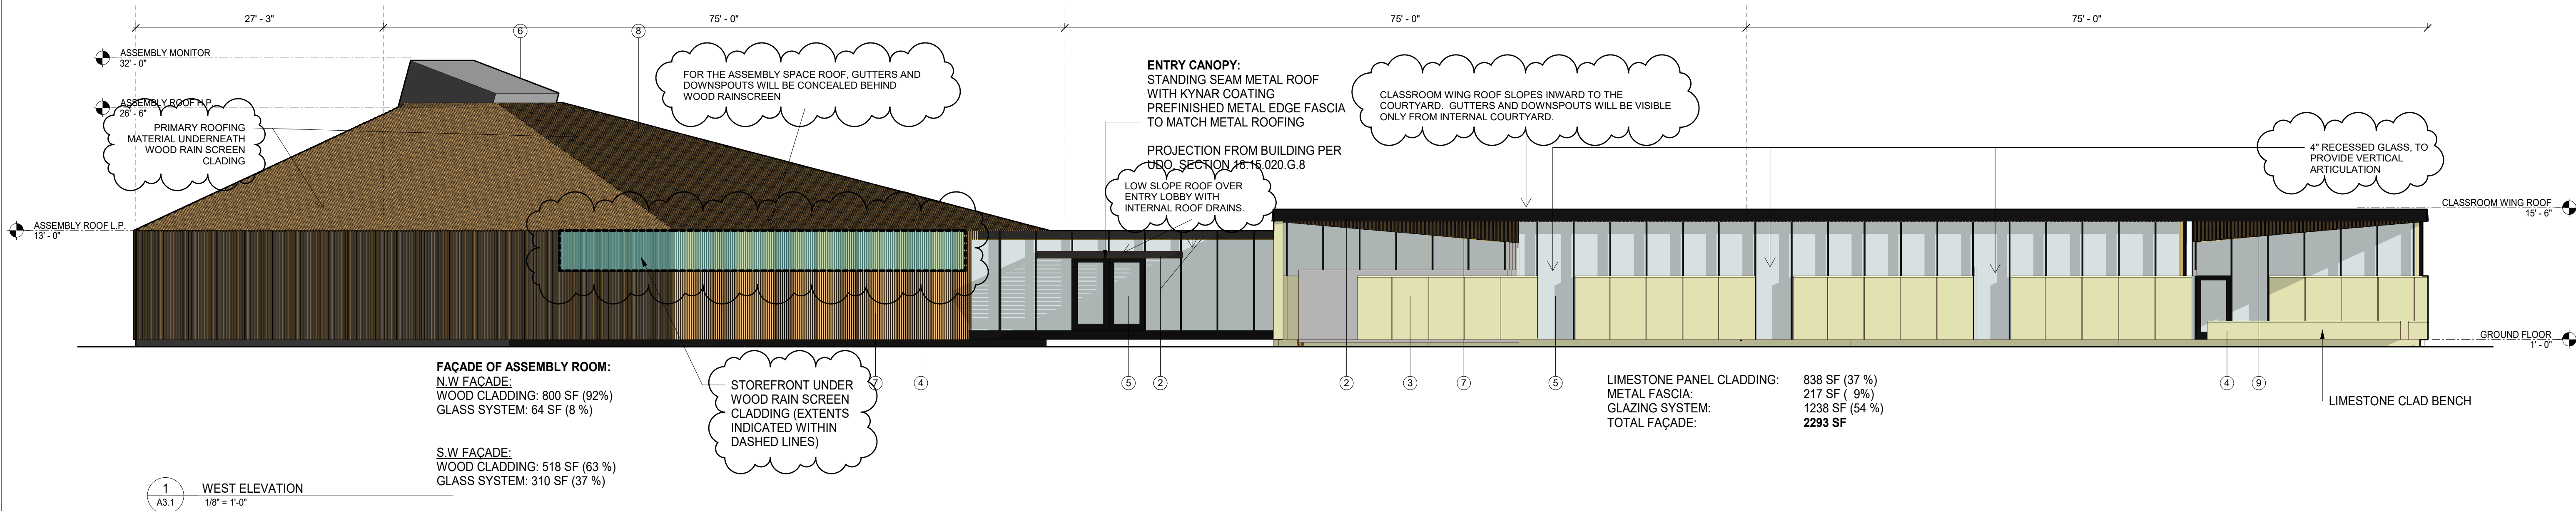 27' - 3"
75' - 0"
75' - 0"
75' - 0"
6
8
ASSEMBLY MONITOR
32' - 0"
ASSEMBLY ROOF H.P.
26' - 6"
PRIMARY ROOFING
MATERIAL UNDERNEATH
WOOD RAIN SCREEN
CLADING
ASSEMBLY ROOF L.P.
13' - 0"
FOR THE ASSEMBLY SPACE ROOF, GUTTERS AND
DOWNSPOUTS WILL BE CONCEALED BEHIND
WOOD RAINSCREEN
ENTRY CANOPY:
STANDING SEAM METAL ROOF
WITH KYNAR COATING
PREFINISHED METAL EDGE FASCIA
TO MATCH METAL ROOFING
PROJECTION FROM BUILDING PER
UDO, SECTION 18.15.020.G.8
LOW SLOPE ROOF OVER
ENTRY LOBBY WITH
INTERNAL ROOF DRAINS.
CLASSROOM WING ROOF SLOPES INWARD TO THE
COURTYARD. GUTTERS AND DOWNSPOUTS WILL BE VISIBLE
ONLY FROM INTERNAL COURTYARD.
4" RECESSED GLASS, TO
PROVIDE VERTICAL
ARTICULATION
CLASSROOM WING ROOF
15' - 6"
GROUND FLOOR
1' - 0"
7
4
5
2
2
3
7
5
4
9
FAÇADE OF ASSEMBLY ROOM:
N.W FAÇADE:
WOOD CLADDING: 800 SF (92%)
GLASS SYSTEM: 64 SF (8 %)
S.W FAÇADE:
WOOD CLADDING: 518 SF (63 %)
GLASS SYSTEM: 310 SF (37 %)
STOREFRONT UNDER
WOOD RAIN SCREEN
CLADDING (EXTENTS
INDICATED WITHIN
DASHED LINES)
LIMESTONE PANEL CLADDING: 838 SF (37 %)
METAL FASCIA: 217 SF ( 9%)
GLAZING SYSTEM: 1238 SF (54 %)
TOTAL FAÇADE: 2293 SF
LIMESTONE CLAD BENCH
1
A3.1
WEST ELEVATION
1/8" = 1'-0"